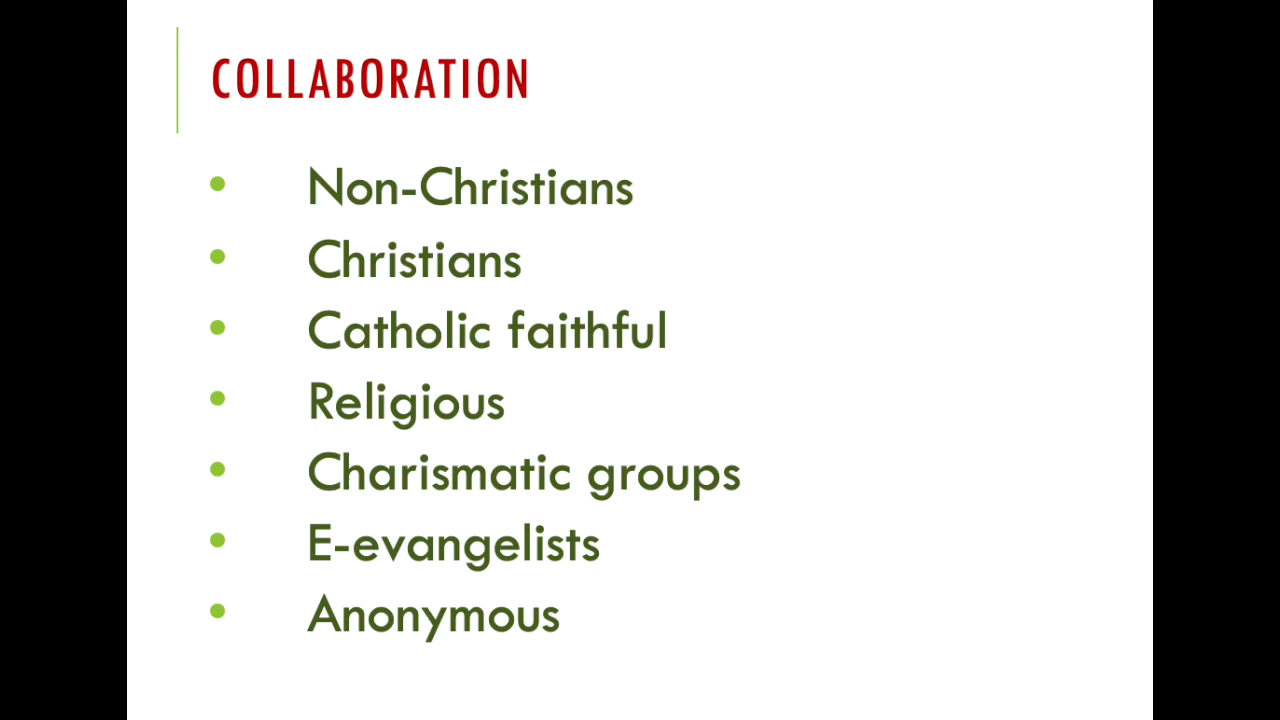 COLLABORATION
• Non-Christians
• Christians
• Catholic faithful
• Religious
• Charismatic groups
• E-evangelists
• Anonymous